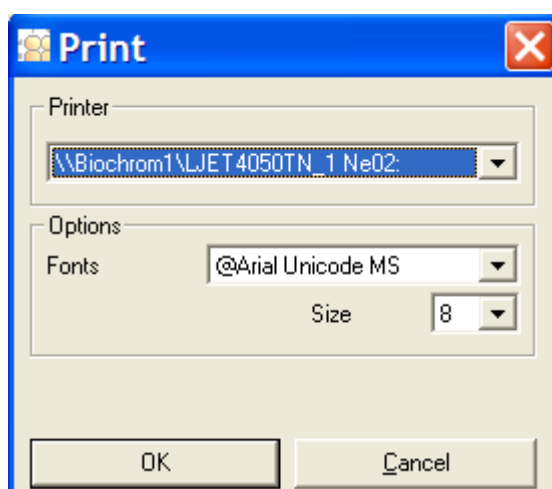 Print
Printer
\\Biochrom1\LJET4050TN_1 Ne02:
Options
Fonts @Arial Unicode MS
Size 8
OK Cancel